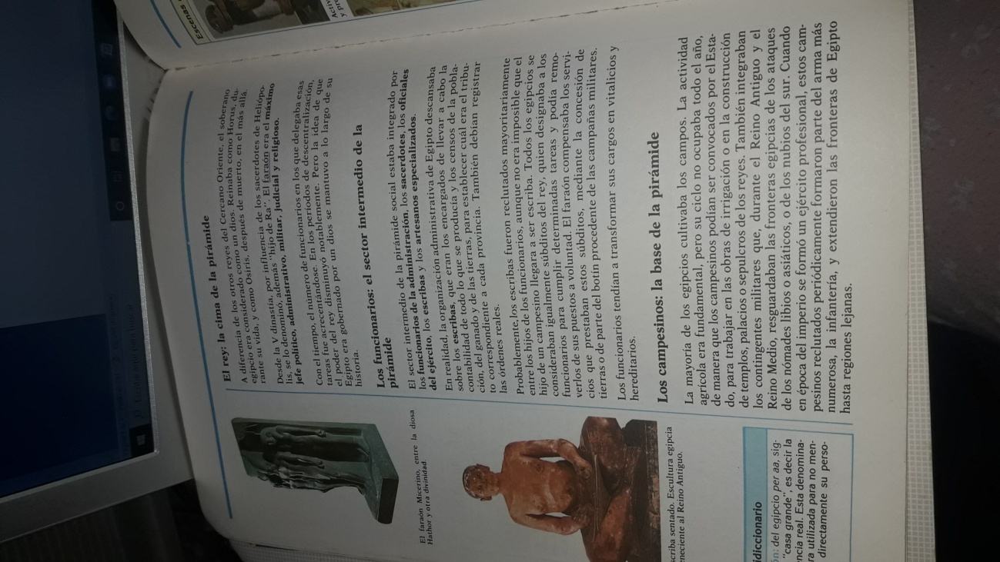 Escenas
El rey: la cima de la pirámide
A diferencia de los otros reyes del Cercano Oriente, el soberano
egipcio era considerado como un dios. Reinaba como Horus, du-
rante su vida, y como Osiris, después de muerto, en el más allá.
Desde la V dinastía, por influencia de los sacerdotes de Heliópo-
lis, se lo denominó, además "hijo de Ra". El faraón era el máximo
jefe político, administrativo, militar, judicial y religioso.
Con el tiempo, el número de funcionarios en los que delegaba esas
tareas fue acrecentándose. En los períodos de descentralización,
el poder del rey disminuyó notablemente. Pero la idea de que
Egipto era gobernado por un dios se mantuvo a lo largo de su
historia.
Los funcionarios: el sector intermedio de la
pirámide
El sector intermedio de la pirámide social estaba integrado por
los funcionarios de la administración, los sacerdotes, los oficiales
del ejército, los escribas y los artesanos especializados.
En realidad, la organización administrativa de Egipto descansaba
sobre los escribas, que eran los encargados de llevar a cabo la
contabilidad de todo lo que se producía y los censos de la pobla-
ción, del ganado y de las tierras, para establecer cuál era el tribu-
to correspondiente a cada provincia. También debían registrar
las órdenes reales.
Probablemente, los escribas fueron reclutados mayoritariamente
entre los hijos de los funcionarios, aunque no era imposible que el
hijo de un campesino llegara a ser escriba. Todos los egipcios se
consideraban igualmente súbditos del rey, quien designaba a los
funcionarios para cumplir determinadas tareas y podía remo-
verlos de sus puestos a voluntad. El faraón compensaba los servi-
cios que prestaban estos súbditos, mediante la concesión de
tierras o de parte del botín procedente de las campañas militares.
Los funcionarios tendían a transformar sus cargos en vitalicios y
hereditarios.
Los campesinos: la base de la pirámide
La mayoría de los egipcios cultivaba los campos. La actividad
agrícola era fundamental, pero su ciclo no ocupaba todo el año,
de manera que los campesinos podían ser convocados por el Esta-
do, para trabajar en las obras de irrigación o en la construcción
de templos, palacios o sepulcros de los reyes. También integraban
los contingentes militares que, durante el Reino Antiguo y el
Reino Medio, resguardaban las fronteras egipcias de los ataques
de los nómades libios o asiáticos, o de los nubios del sur. Cuando
en época del imperio se formó un ejército profesional, estos cam-
pesinos reclutados periódicamente formaron parte del arma más
numerosa, la infantería, y extendieron las fronteras de Egipto
hasta regiones lejanas.
El faraón Micerino, entre la diosa
Hathor y otra divinidad.
scriba sentado. Escultura egipcia
eneciente al Reino Antiguo.
idiccionario
ón: del egipcio per aa, sig-
"casa grande", es decir la
encia real. Esta denomina-
ra utilizada para no men-
directamente su perso-